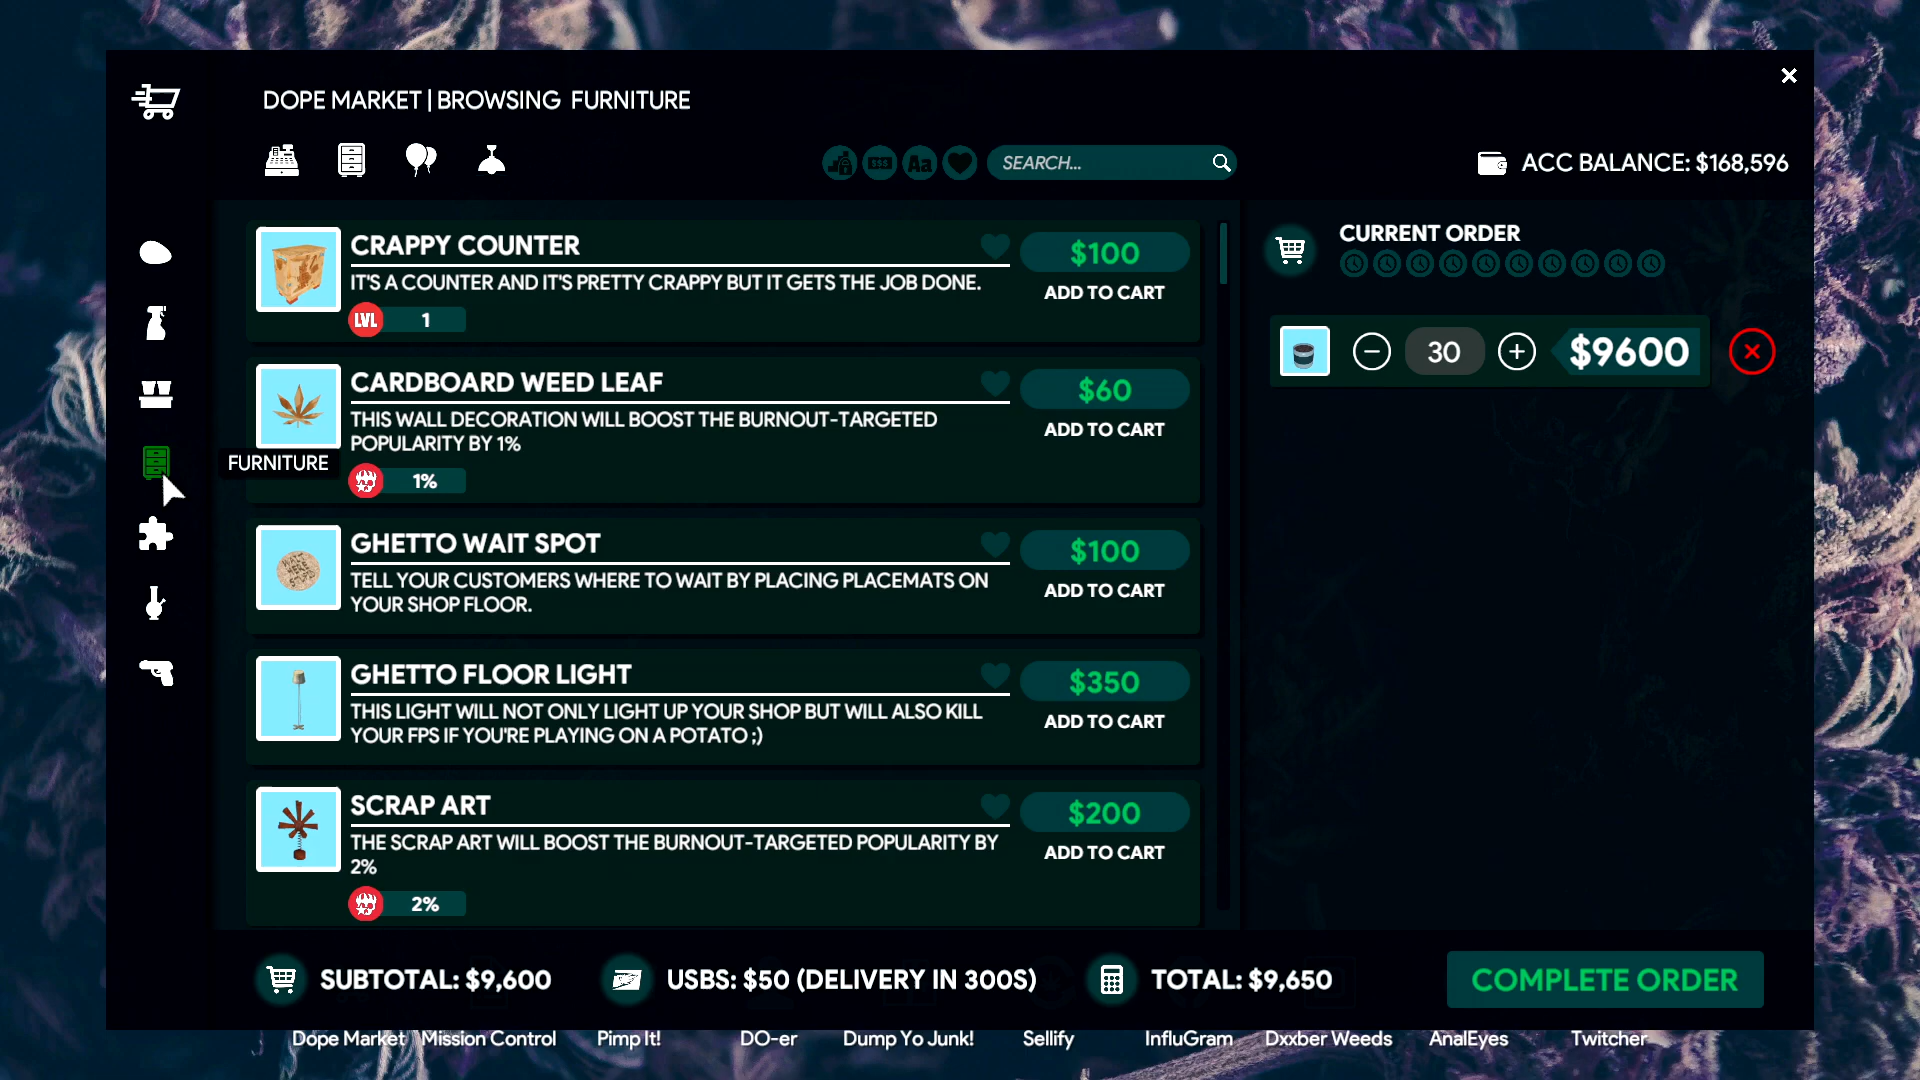 DOPE MARKET | BROWSING FURNITURE
$$$
Aa
SEARCH...
ACC BALANCE: $168,596
CRAPPY COUNTER
IT'S A COUNTER AND IT'S PRETTY CRAPPY BUT IT GETS THE JOB DONE.
LVL 1
$100
ADD TO CART
CARDBOARD WEED LEAF
THIS WALL DECORATION WILL BOOST THE BURNOUT-TARGETED
POPULARITY BY 1%
1%
$60
ADD TO CART
FURNITURE
GHETTO WAIT SPOT
TELL YOUR CUSTOMERS WHERE TO WAIT BY PLACING PLACEMATS ON
YOUR SHOP FLOOR.
$100
ADD TO CART
GHETTO FLOOR LIGHT
THIS LIGHT WILL NOT ONLY LIGHT UP YOUR SHOP BUT WILL ALSO KILL
YOUR FPS IF YOU'RE PLAYING ON A POTATO ;)
$350
ADD TO CART
SCRAP ART
THE SCRAP ART WILL BOOST THE BURNOUT-TARGETED POPULARITY BY
2%
2%
$200
ADD TO CART
CURRENT ORDER
30
$9600
SUBTOTAL: $9,600
USBS: $50 (DELIVERY IN 300S)
TOTAL: $9,650
COMPLETE ORDER
Dope Market
Mission Control
Pimp It!
DO-er
Dump Yo Junk!
Sellify
InfluGram
Dxxber Weeds
AnalEyes
Twitcher